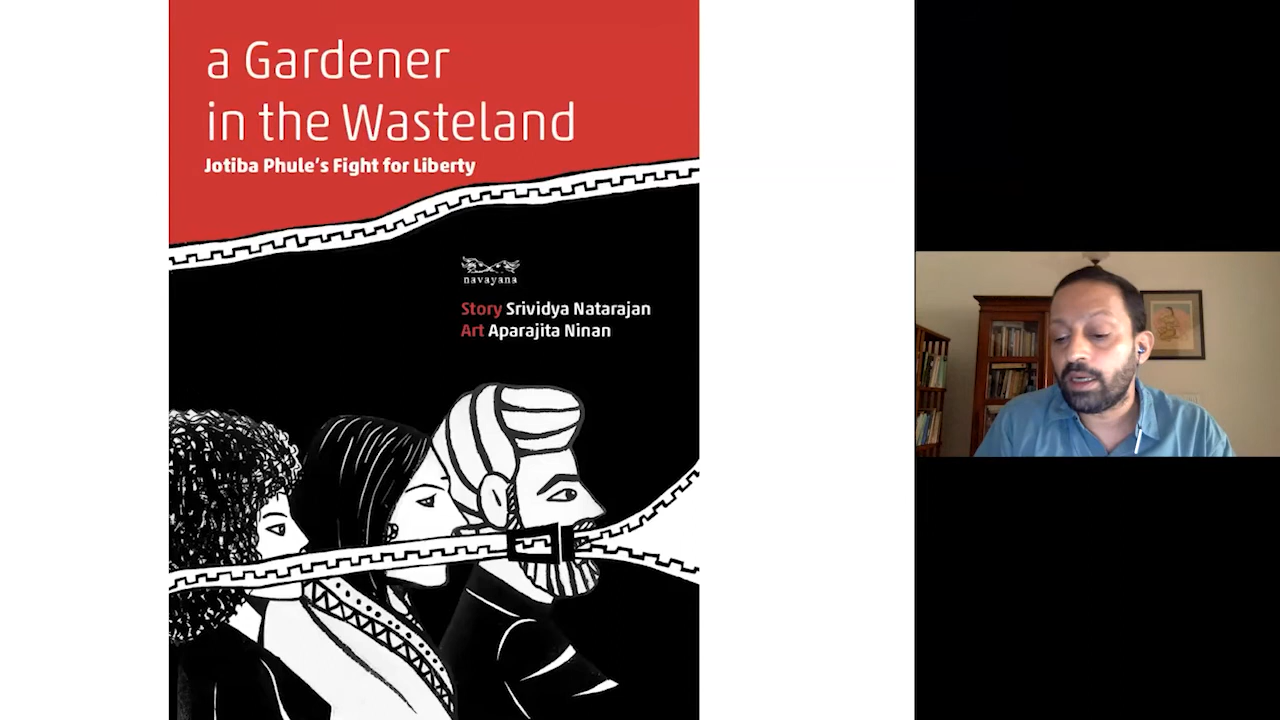 a Gardener
in the Wasteland
Jotiba Phule's Fight for Liberty
navayana
Story Srividya Natarajan
Art Aparajita Ninan